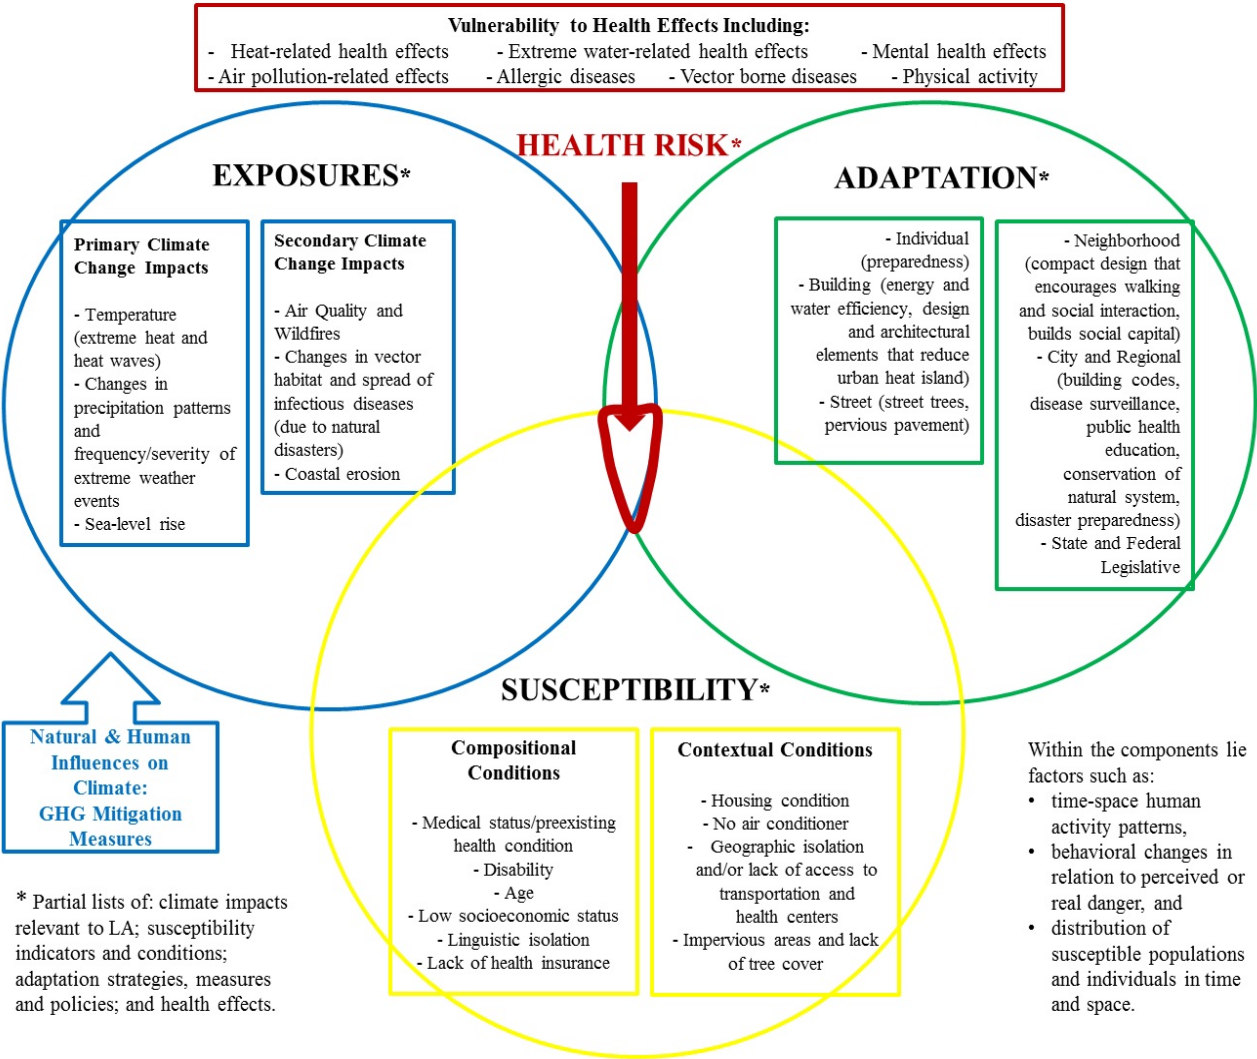 Vulnerability to Health Effects Including:
- Heat-related health effects - Extreme water-related health effects - Mental health effects
- Air pollution-related effects - Allergic diseases - Vector borne diseases - Physical activity
HEALTH RISK*
EXPOSURES*
Primary Climate
Change Impacts
- Temperature
(extreme heat and
heat waves)
- Changes in
precipitation patterns
and
frequency/severity of
extreme weather
events
- Sea-level rise
Secondary Climate
Change Impacts
- Air Quality and
Wildfires
- Changes in vector
habitat and spread of
infectious diseases
(due to natural
disasters)
- Coastal erosion
ADAPTATION*
- Individual
(preparedness)
- Building (energy and
water efficiency, design
and architectural
elements that reduce
urban heat island)
- Street (street trees,
pervious pavement)
- Neighborhood
(compact design that
encourages walking
and social interaction,
builds social capital)
- City and Regional
(building codes,
disease surveillance,
public health
education,
conservation of
natural system,
disaster preparedness)
- State and Federal
Legislative
SUSCEPTIBILITY*
Compositional
Conditions
- Medical status/preexisting
health condition
- Disability
- Age
- Low socioeconomic status
- Linguistic isolation
- Lack of health insurance
Contextual Conditions
- Housing condition
- No air conditioner
- Geographic isolation
and/or lack of access to
transportation and
health centers
- Impervious areas and lack
of tree cover
Natural & Human
Influences on
Climate:
GHG Mitigation
Measures
* Partial lists of: climate impacts
relevant to LA; susceptibility
indicators and conditions;
adaptation strategies, measures
and policies; and health effects.
Within the components lie
factors such as:
• time-space human
activity patterns,
• behavioral changes in
relation to perceived or
real danger, and
• distribution of
susceptible populations
and individuals in time
and space.